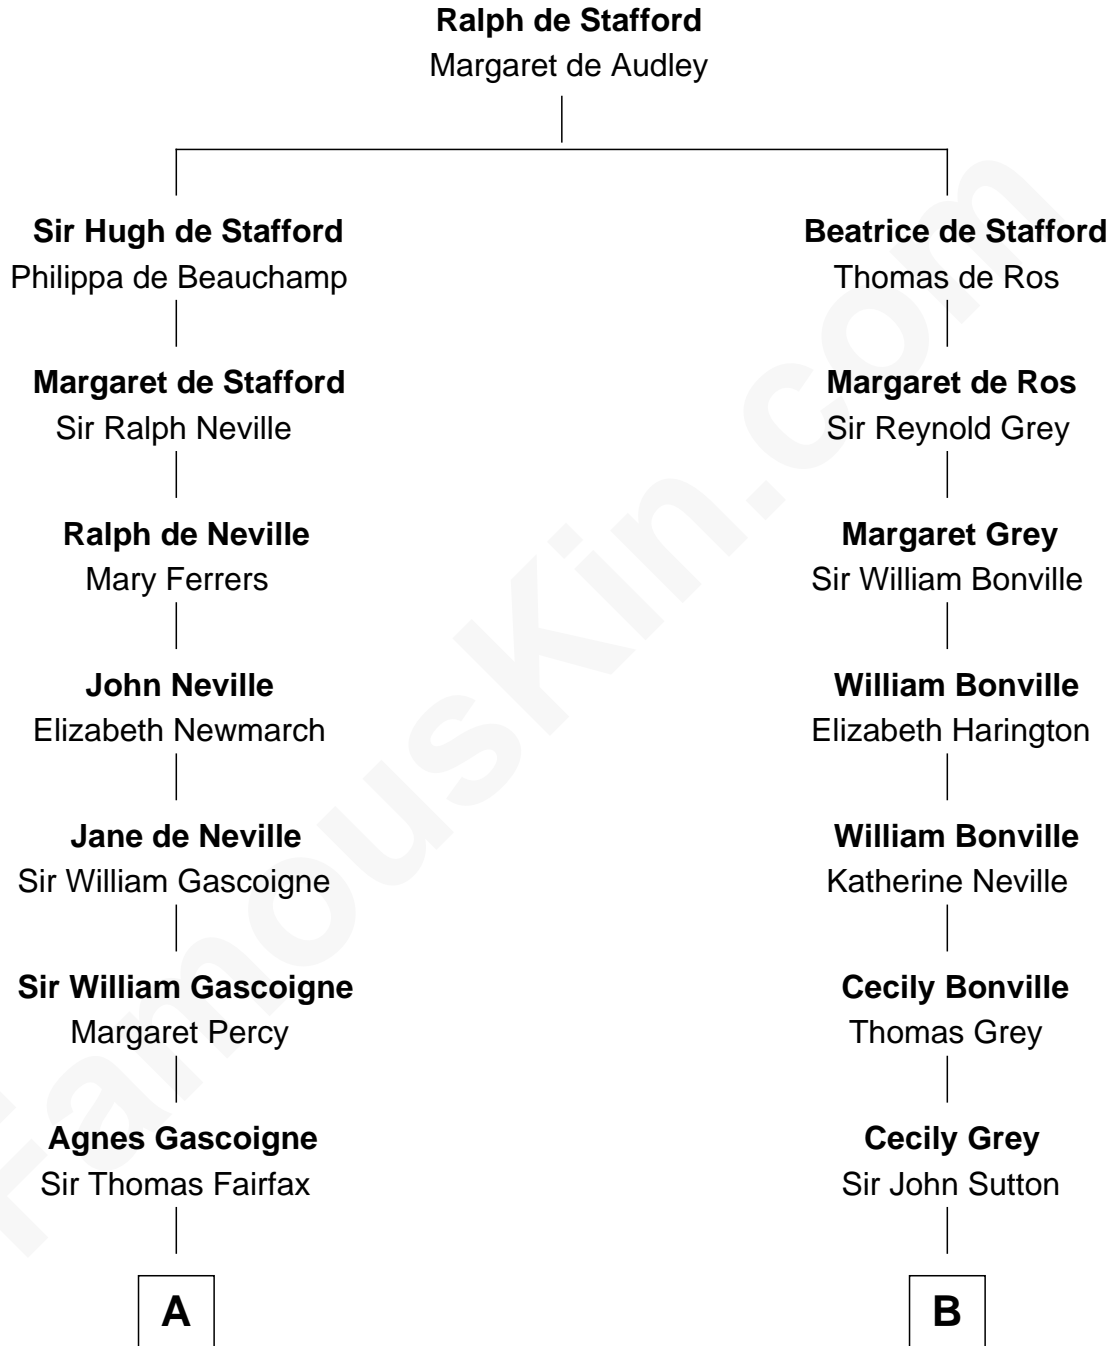 Ralph de Stafford
Margaret de Audley
Sir Hugh de Stafford
Philippa de Beauchamp
Beatrice de Stafford
Thomas de Ros
Margaret de Stafford
Sir Ralph Neville
Margaret de Ros
Sir Reynold Grey
Ralph de Neville
Mary Ferrers
Margaret Grey
Sir William Bonville
John Neville
Elizabeth Newmarch
William Bonville
Elizabeth Harington
Jane de Neville
Sir William Gascoigne
William Bonville
Katherine Neville
Sir William Gascoigne
Margaret Percy
Cecily Bonville
Thomas Grey
Agnes Gascoigne
Sir Thomas Fairfax
Cecily Grey
Sir John Sutton
A
B
FamousKin.com